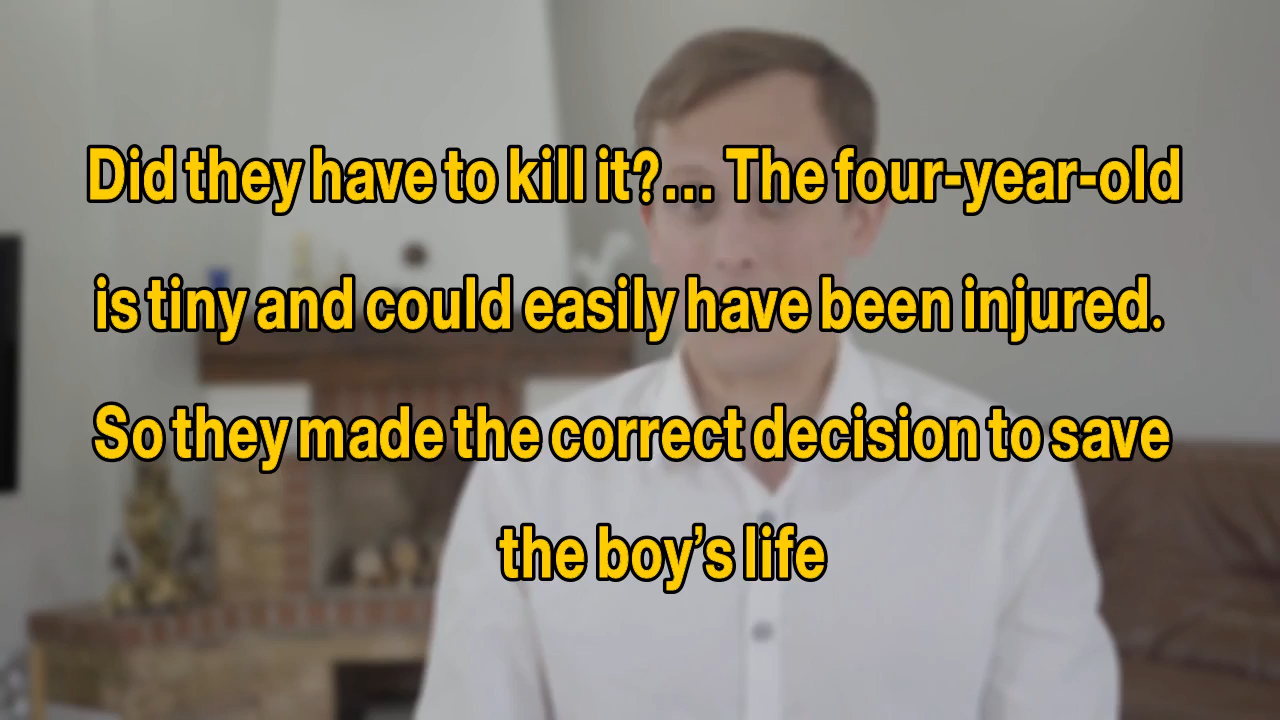 Did they have to kill it?... The four-year-old
is tiny and could easily have been injured.
So they made the correct decision to save
the boy’s life